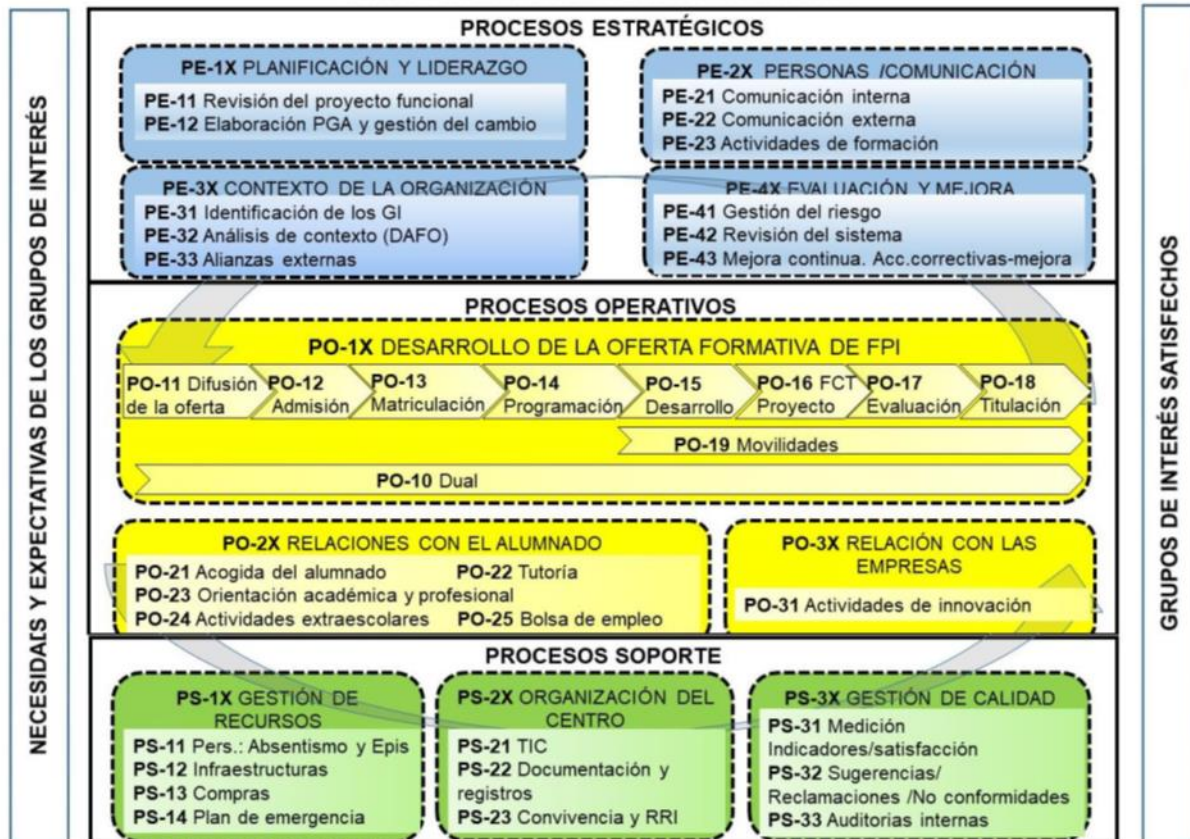 NECESIDALS Y EXPECTATIVAS DE LOS GRUPOS DE INTERÉS
PROCESOS ESTRATÉGICOS
PE-1X PLANIFICACIÓN Y LIDERAZGO
PE-11 Revisión del proyecto funcional
PE-12 Elaboración PGA y gestión del cambio
PE-2X PERSONAS /COMUNICACIÓN
PE-21 Comunicación interna
PE-22 Comunicación externa
PE-23 Actividades de formación
PE-3X CONTEXTO DE LA ORGANIZACIÓN
PE-31 Identificación de los GI
PE-32 Análisis de contexto (DAFO)
PE-33 Alianzas externas
PE-4X EVALUACIÓN Y MEJORA
PE-41 Gestión del riesgo
PE-42 Revisión del sistema
PE-43 Mejora continua. Acc.correctivas-mejora
PROCESOS OPERATIVOS
PO-1X DESARROLLO DE LA OFERTA FORMATIVA DE FPI
PO-11 Difusión
de la oferta
PO-12
Admisión
PO-13
Matriculación
PO-14
Programación
PO-15
Desarrollo
PO-16 FCT
Proyecto
PO-17
Evaluación
PO-18
Titulación
PO-19 Movilidades
PO-10 Dual
PO-2X RELACIONES CON EL ALUMNADO
PO-21 Acogida del alumnado
PO-22 Tutoría
PO-23 Orientación académica y profesional
PO-24 Actividades extraescolares
PO-25 Bolsa de empleo
PO-3X RELACIÓN CON LAS
EMPRESAS
PO-31 Actividades de innovación
PROCESOS SOPORTE
PS-1X GESTIÓN DE
RECURSOS
PS-11 Pers.: Absentismo y Epis
PS-12 Infraestructuras
PS-13 Compras
PS-14 Plan de emergencia
PS-2X ORGANIZACIÓN DEL
CENTRO
PS-21 TIC
PS-22 Documentación y
registros
PS-23 Convivencia y RRI
PS-3X GESTIÓN DE CALIDAD
PS-31 Medición
Indicadores/satisfacción
PS-32 Sugerencias/
Reclamaciones /No conformidades
PS-33 Auditorias internas
GRUPOS DE INTERÉS SATISFECHOS